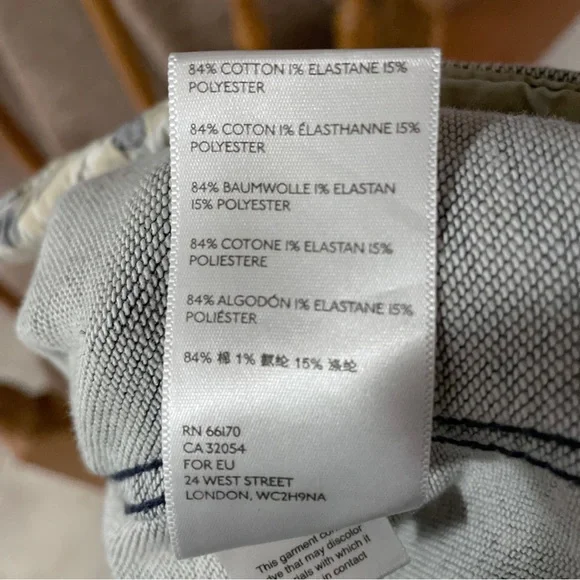 84% COTTON 1% ELASTANE 15%
POLYESTER
84% COTON 1% ÉLASTHANNE 15%
POLYESTER
84% BAUMWOLLE 1% ELASTAN
15% POLYESTER
84% COTONE 1% ELASTAN 15%
POLIESTERE
84% ALGODÓN 1% ELASTANE 15%
POLIÉSTER
84% 棉 1% 氨纶 15% 涤纶
RN 66170
CA 32054
FOR EU
24 WEST STREET
LONDON, WC2H9NA
This garment
dye that may discolor
with which it
in contact